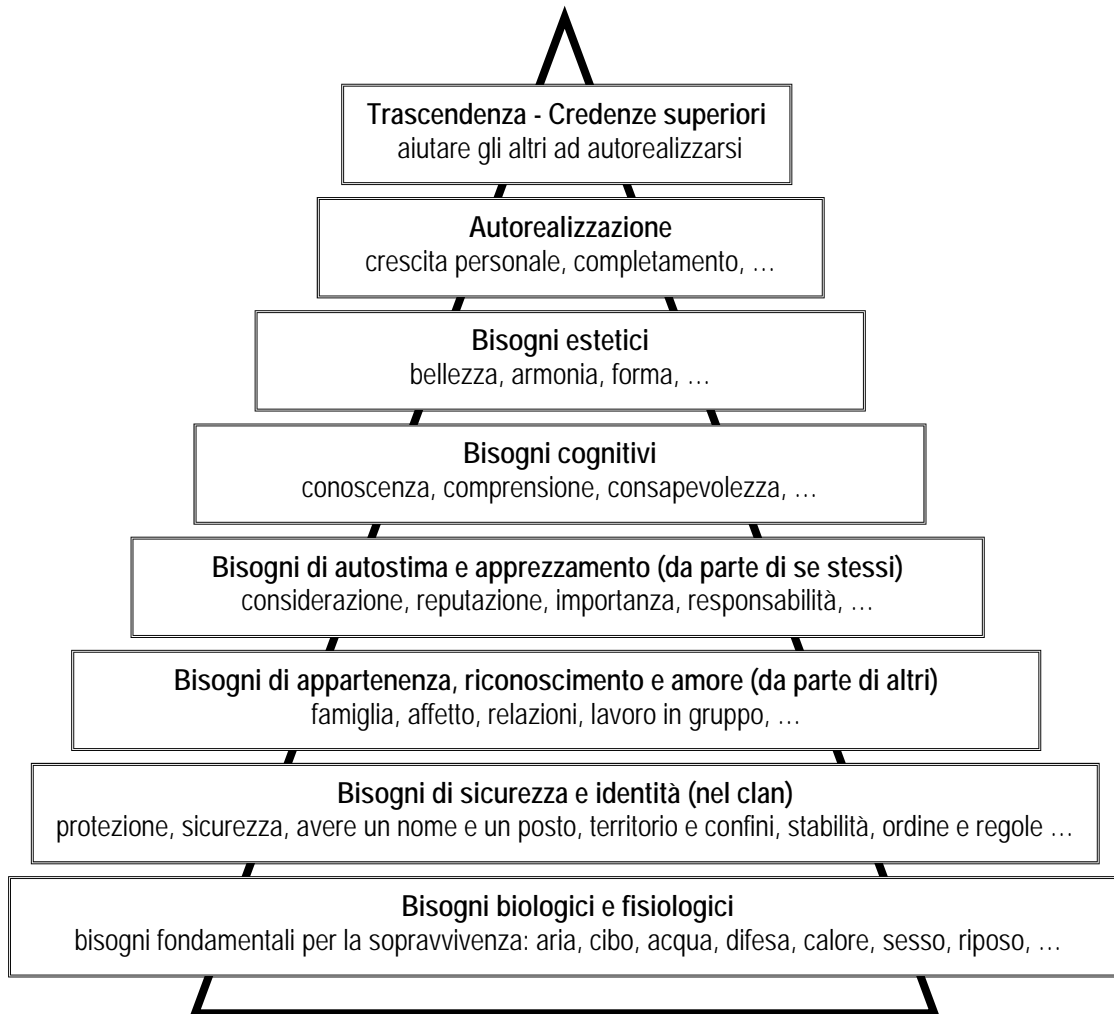 Trascendenza - Credenze superiori
aiutare gli altri ad autorealizzarsi
Autorealizzazione
crescita personale, completamento, …
Bisogni estetici
bellezza, armonia, forma, …
Bisogni cognitivi
conoscenza, comprensione, consapevolezza, …
Bisogni di autostima e apprezzamento (da parte di se stessi)
considerazione, reputazione, importanza, responsabilità, …
Bisogni di appartenenza, riconoscimento e amore (da parte di altri)
famiglia, affetto, relazioni, lavoro in gruppo, …
Bisogni di sicurezza e identità (nel clan)
protezione, sicurezza, avere un nome e un posto, territorio e confini, stabilità, ordine e regole …
Bisogni biologici e fisiologici
bisogni fondamentali per la sopravvivenza: aria, cibo, acqua, difesa, calore, sesso, riposo, …